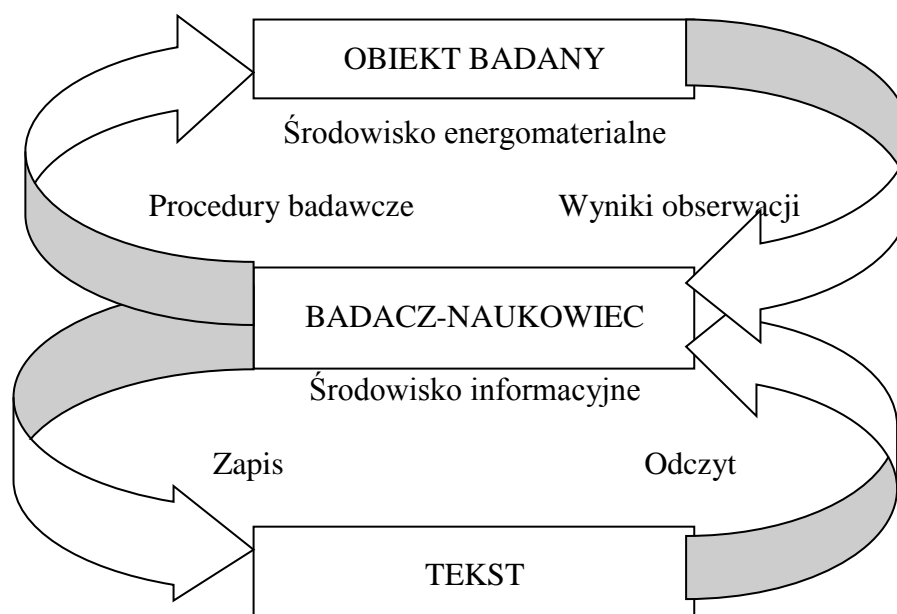 OBIEKT BADANY
Środowisko energomaterialne
Procedury badawcze
Wyniki obserwacji
BADACZ-NAUKOWIEC
Środowisko informacyjne
Zapis
Odczyt
TEKST